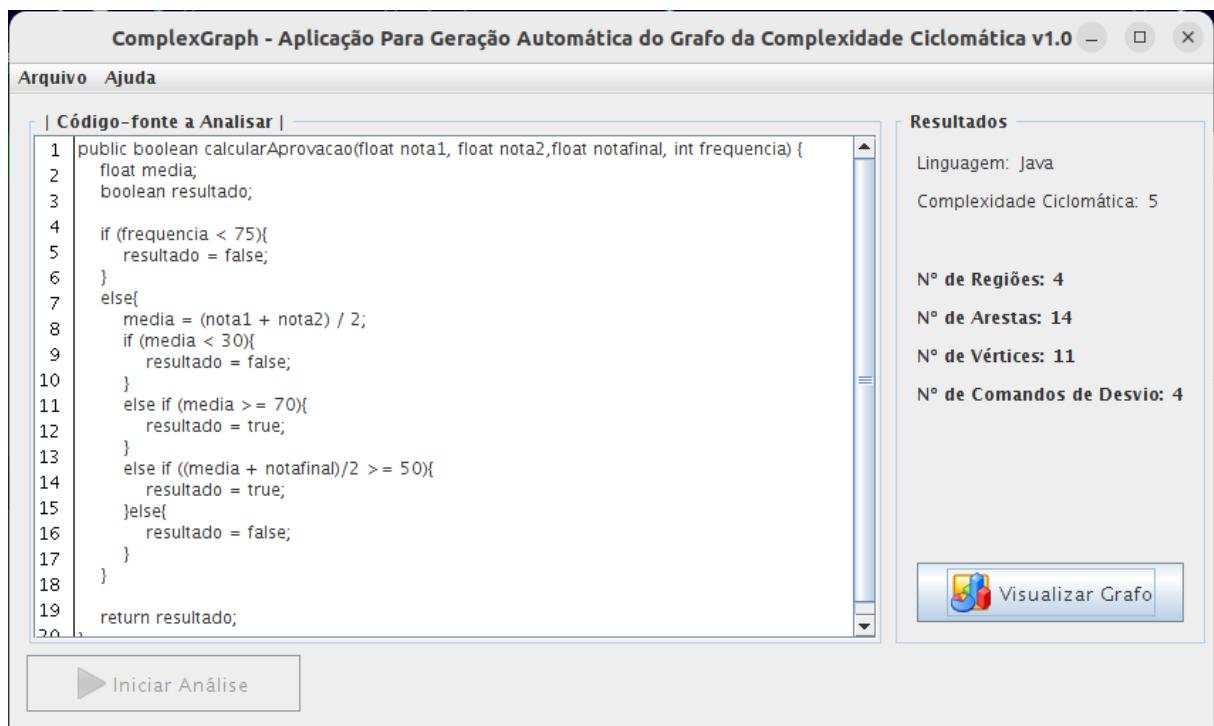 ComplexGraph - Aplicação Para Geração Automática do Grafo da Complexidade Ciclomática v1.0
Arquivo Ajuda
| Código-fonte a Analisar |
1 public boolean calcularAprovacao(float nota1, float nota2,float notafinal, int frequencia) {
2 float media;
3 boolean resultado;
4
5 if (frequencia < 75){
6 resultado = false;
7 }
8 else{
9 media = (nota1 + nota2) / 2;
10 if (media < 30){
11 resultado = false;
12 }
13 else if (media >= 70){
14 resultado = true;
15 }
16 else if ((media + notafinal)/2 >= 50){
17 resultado = true;
18 }else{
19 resultado = false;
20 }
}
return resultado;
}
Iniciar Análise
Resultados
Linguagem: Java
Complexidade Ciclomática: 5
Nº de Regiões: 4
Nº de Arestas: 14
Nº de Vértices: 11
Nº de Comandos de Desvio: 4
Visualizar Grafo